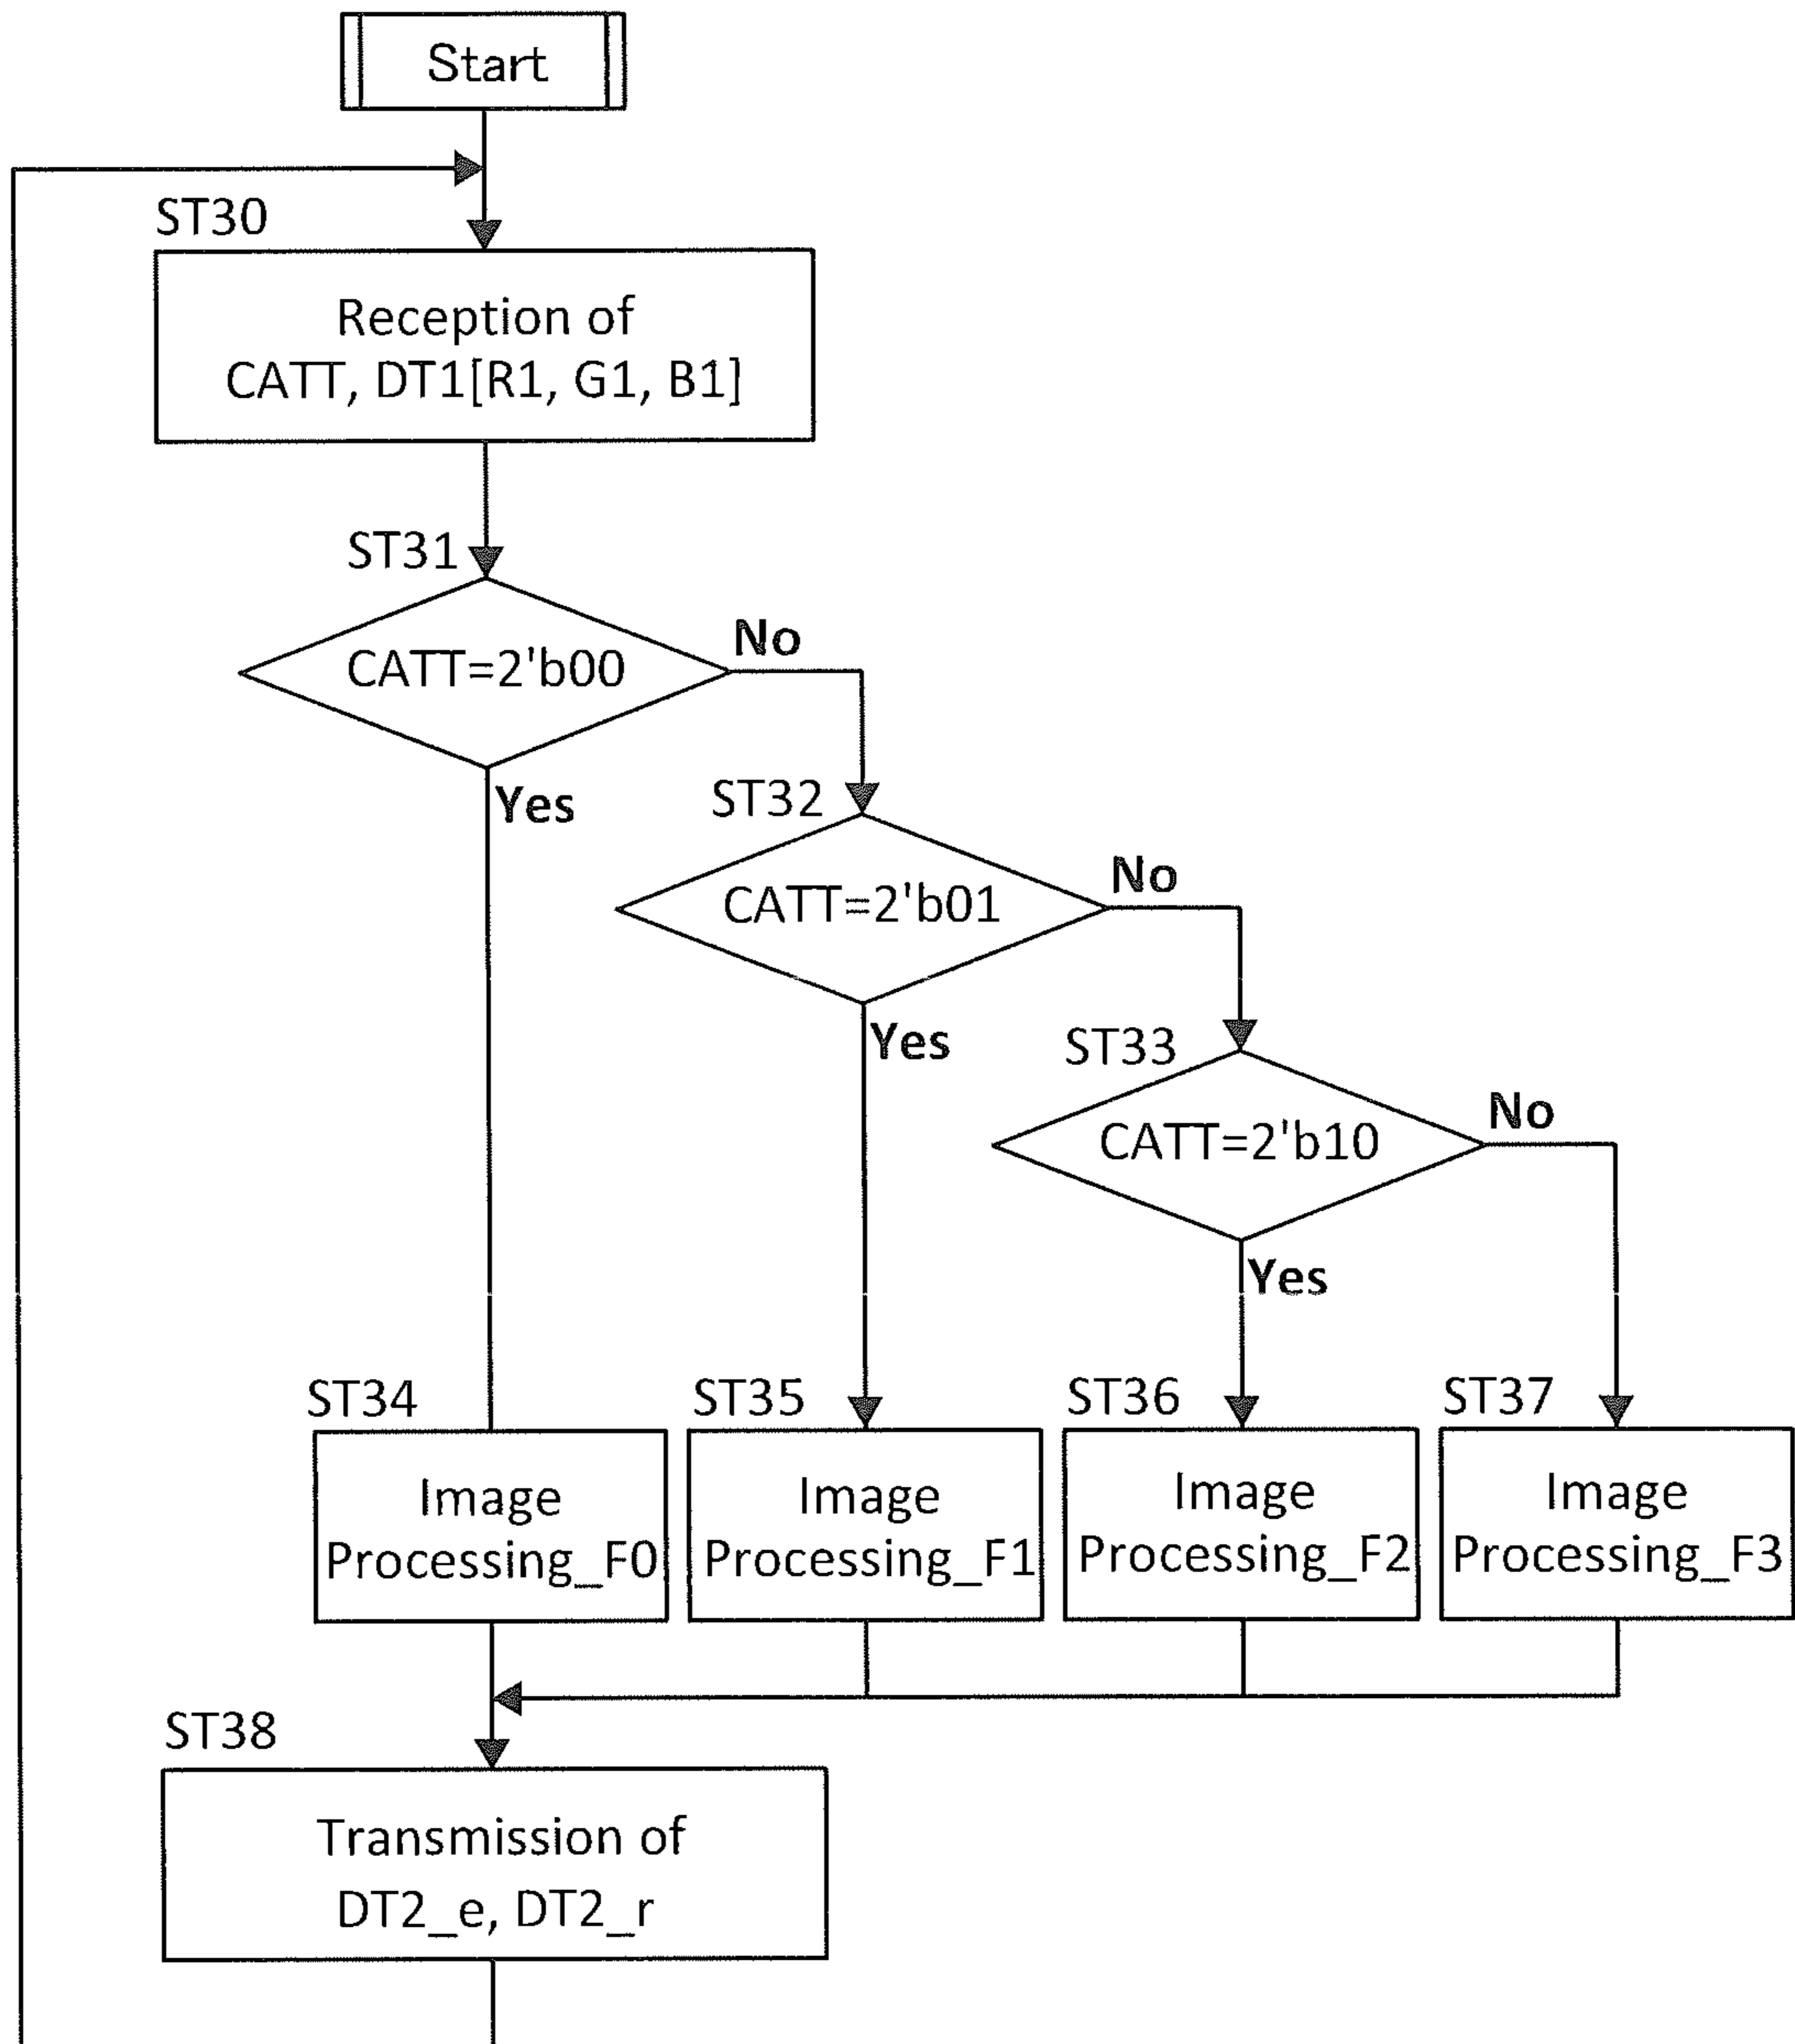 Start
ST30
Reception of
CATT, DT1[R1, G1, B1]
ST31
CATT=2'b00
No
Yes
ST32
CATT=2'b01
No
Yes
ST33
CATT=2'b10
No
Yes
ST34
Image
Processing_F0
ST35
Image
Processing_F1
ST36
Image
Processing_F2
ST37
Image
Processing_F3
ST38
Transmission of
DT2_e, DT2_r